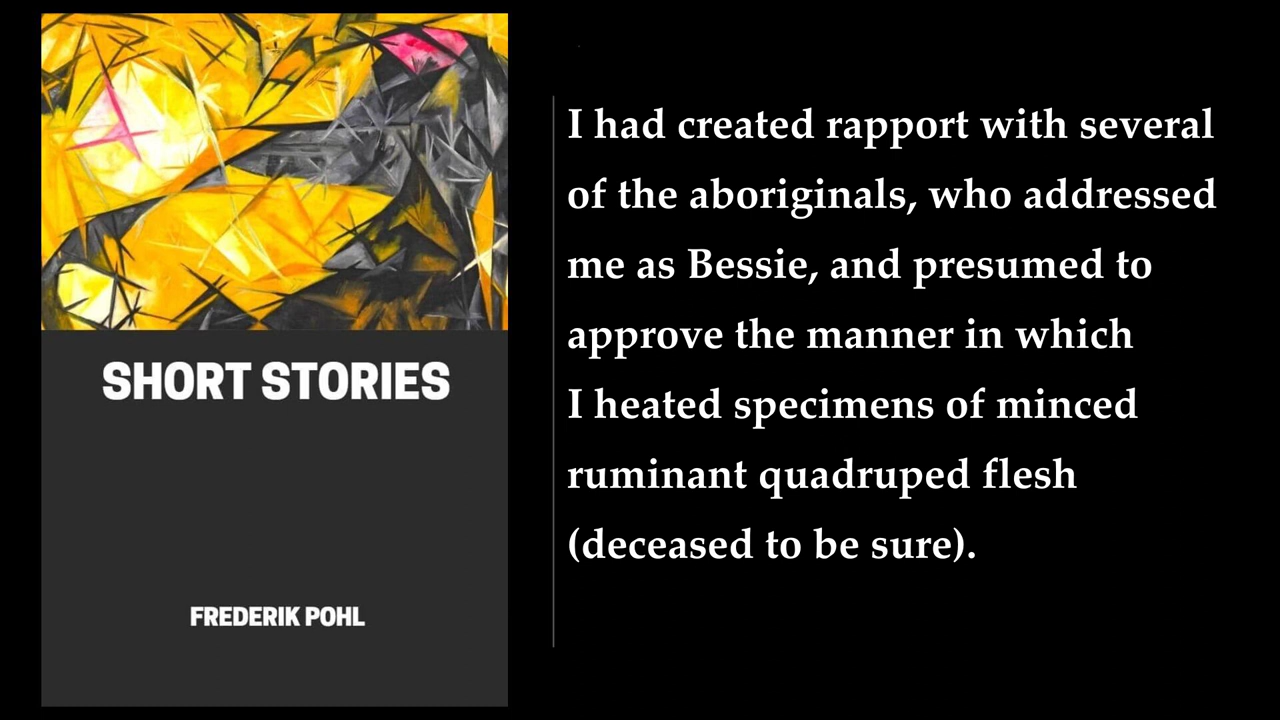 SHORT STORIES
FREDERIK POHL
I had created rapport with several
of the aboriginals, who addressed
me as Bessie, and presumed to
approve the manner in which
I heated specimens of minced
ruminant quadruped flesh
(deceased to be sure).